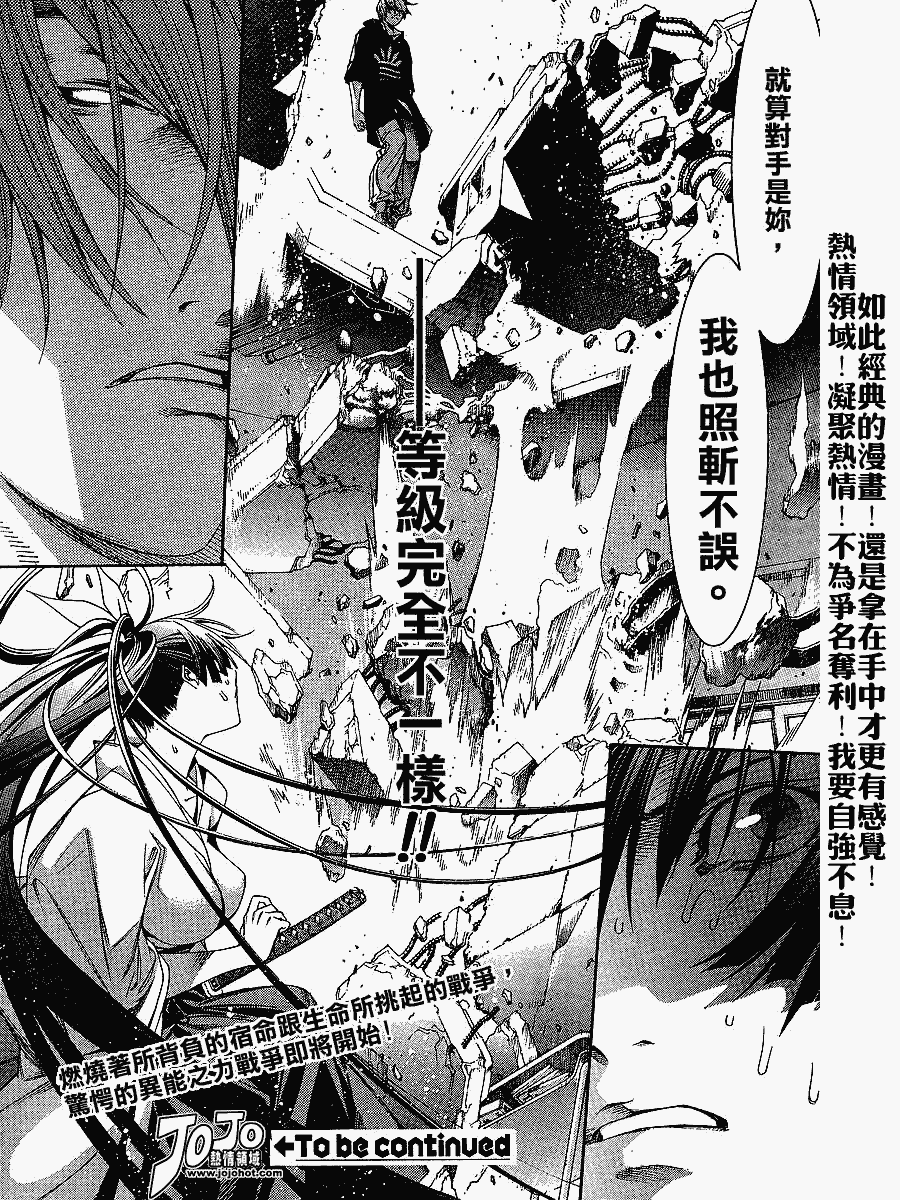 如此經典的漫畫！還是拿在手中才更有感覺！
熱情領域！凝聚熱情！不為爭名奪利！我要自強不息！
就算對手是妳，
我也照斬不誤。
——等級完全不一樣!!
燃燒著所背負的宿命跟生命所挑起的戰爭，
驚愕的異能之力戰爭即將開始！
JoJo
熱情領域
www.jojohot.com
←To be continued